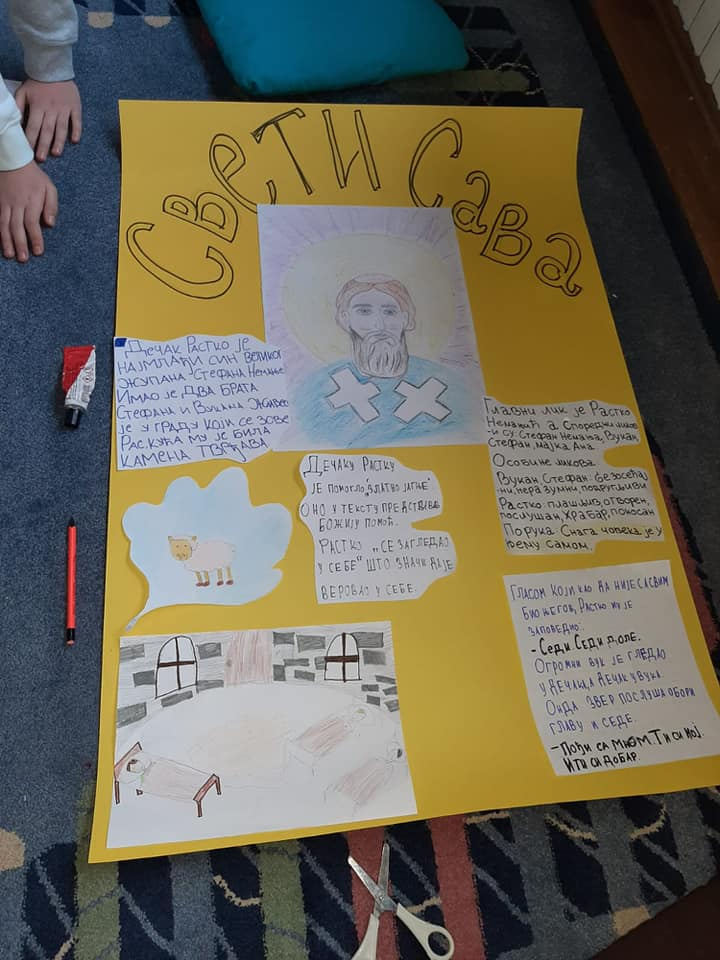 СВЕТИ САВА
ДЕЧАК РАСТКО ЈЕ
НАЈМЛАЂИ СИН ВЕЛИКОГ
ЖУПАНА-Стефана Немање
Имао је ДВА БРАТА
Стефана и Вукана. Живео
је у ГРАДУ КОЈИ СЕ ЗОВЕ
РАС. КУЋА МУ ЈЕ БИЛА
КАМЕНА ТВРЂАВА
ДЕЧАКУ РАСТКУ
ЈЕ ПОМОГЛО „ЗЛАТНО ЈАГЊЕ"
ОНО У ТЕКСТУ ПРЕДСТАВЉА
БОЖИЈУ ПОМОЋ.
РАСТКО „СЕ ЗАГЛЕДАО
У СЕБЕ" ШТО ЗНАЧИ ДА ЈЕ
ВЕРОВАО У СЕБЕ.
Главни лик је Растко
Немањић а Споредни ликов
-и су: Стефан Немања, Вукан,
Стефан, мајка Ана.
Особине ликова:
Вукан, Стефан: безосећај
-ни, неразумни, подругљиви
Растко: плашљив, отворен,
послушан, храбар, поносан
Порука: Снага човека је у
њему самом.
ГЛАСОМ КОЈИ КАО ДА НИЈЕ САСВИМ
БИО ЊЕГОВ, РАСТКО МУ ЈЕ
ЗАПОВЕДИО:
- СЕДИ. СЕДИ ДОЛЕ.
ОГРОМНИ ВУК ЈЕ ГЛЕДАО
У ДЕЧАКА, ДЕЧАК У ВУКА.
ОНДА ЗВЕР ПОСЛУША ОБОРИ
ГЛАВУ И СЕДЕ.
- ПОЂИ СА МНОМ. ТИ СИ МОЈ.
И ТИ СИ ДОБАР.